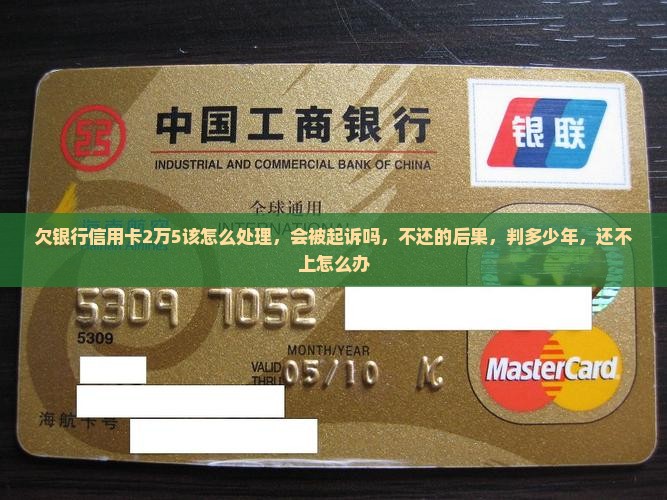 中国工商银行
INDUSTRIAL AND COMMERCIAL BANK OF CHINA
银联
全球通用
欠银行信用卡2万5该怎么处理，会被起诉吗，不还的后果，判多少年，还不
上怎么办
5309 7052
5309
MONTH/YEAR
VALID
THRU
05/10
MasterCard
海航卡号